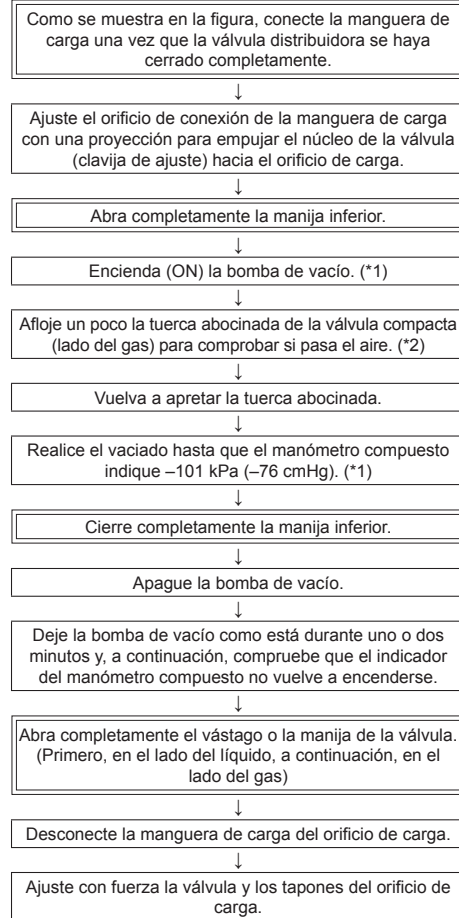 Como se muestra en la figura, conecte la manguera de
carga una vez que la válvula distribuidora se haya
cerrado completamente.
↓
Ajuste el orificio de conexión de la manguera de carga
con una proyección para empujar el núcleo de la válvula
(clavija de ajuste) hacia el orificio de carga.
↓
Abra completamente la manija inferior.
↓
Encienda (ON) la bomba de vacío. (*1)
↓
Afloje un poco la tuerca abocinada de la válvula compacta
(lado del gas) para comprobar si pasa el aire. (*2)
↓
Vuelva a apretar la tuerca abocinada.
↓
Realice el vaciado hasta que el manómetro compuesto
indique –101 kPa (–76 cmHg). (*1)
↓
Cierre completamente la manija inferior.
↓
Apague la bomba de vacío.
↓
Deje la bomba de vacío como está durante uno o dos
minutos y, a continuación, compruebe que el indicador
del manómetro compuesto no vuelve a encenderse.
↓
Abra completamente el vástago o la manija de la válvula.
(Primero, en el lado del líquido, a continuación, en el
lado del gas)
↓
Desconecte la manguera de carga del orificio de carga.
↓
Ajuste con fuerza la válvula y los tapones del orificio de
carga.